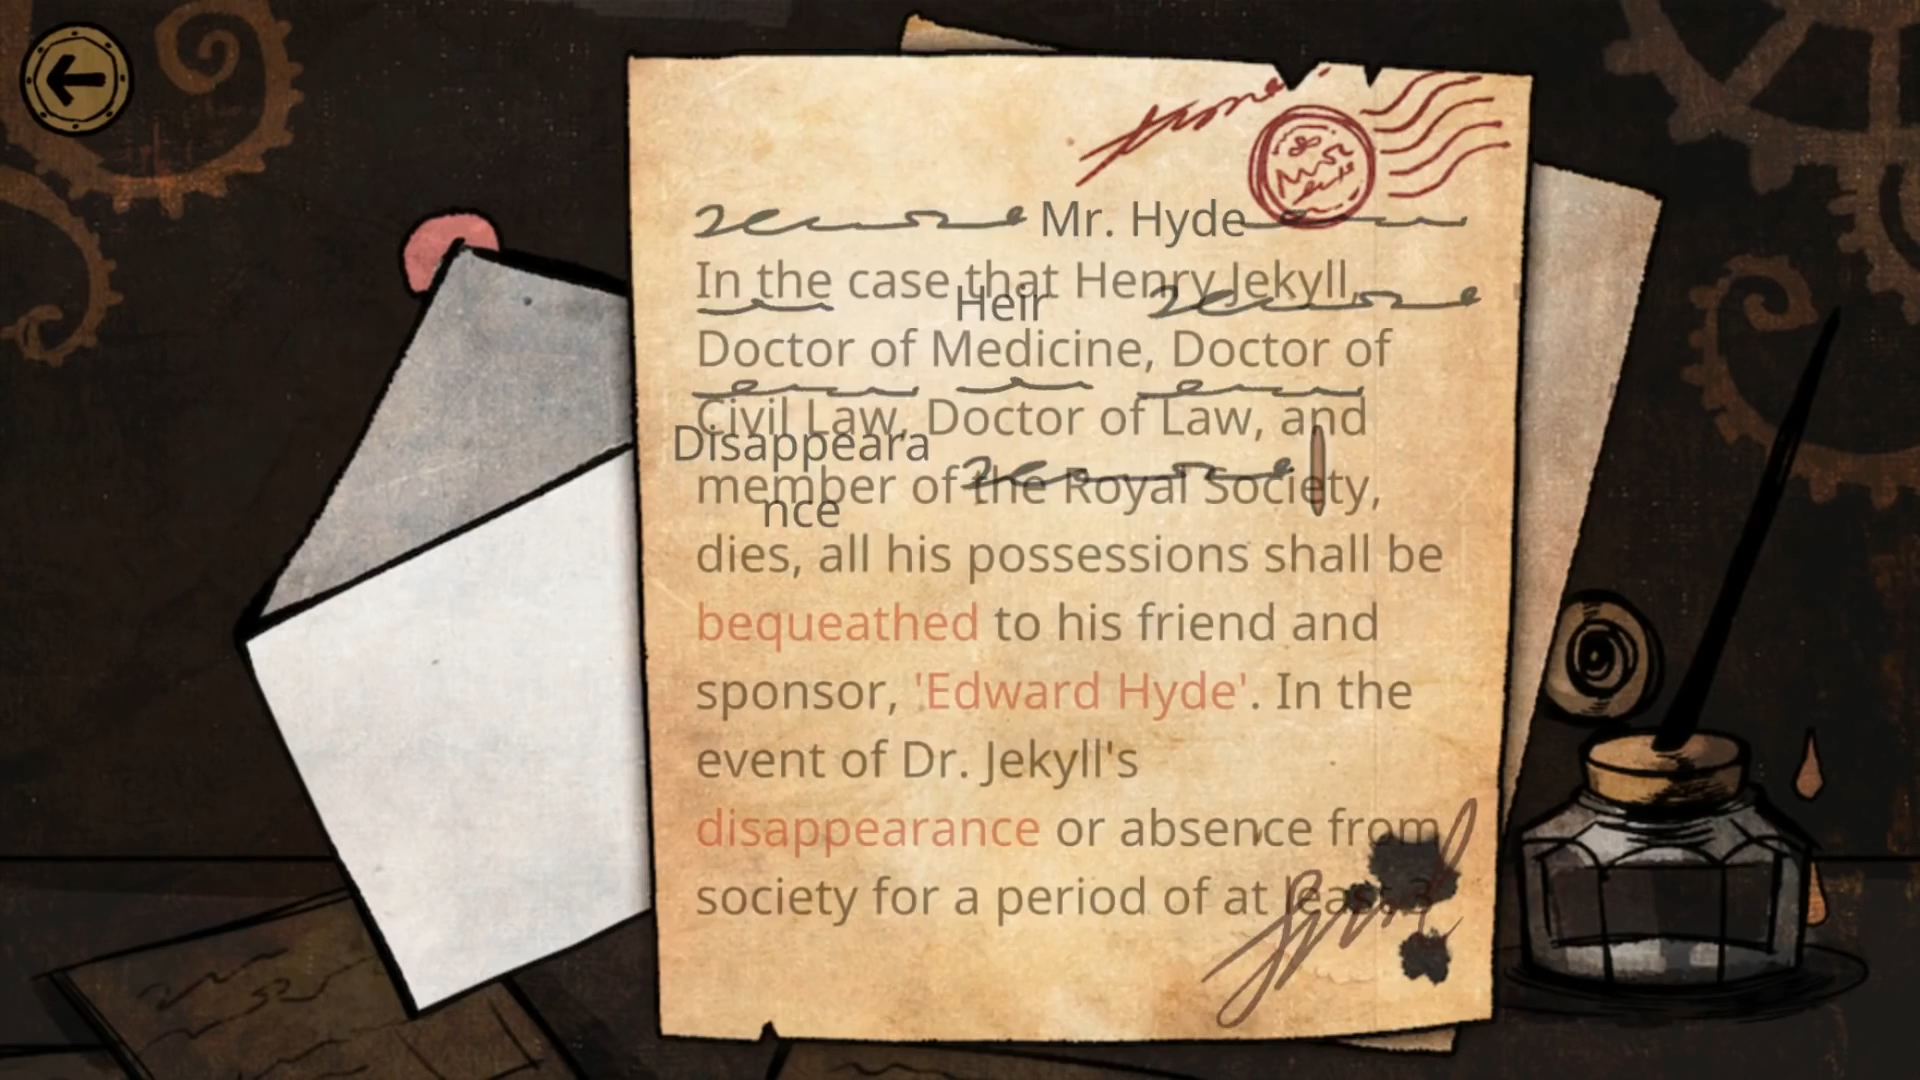 Mr. Hyde
In the case that Henry Jekyll,
Heir
Doctor of Medicine, Doctor of
Civil Law, Doctor of Law, and
Disappeara
member of the Royal Society,
nce
dies, all his possessions shall be
bequeathed to his friend and
sponsor, 'Edward Hyde'. In the
event of Dr. Jekyll's
disappearance or absence from
society for a period of at least 3